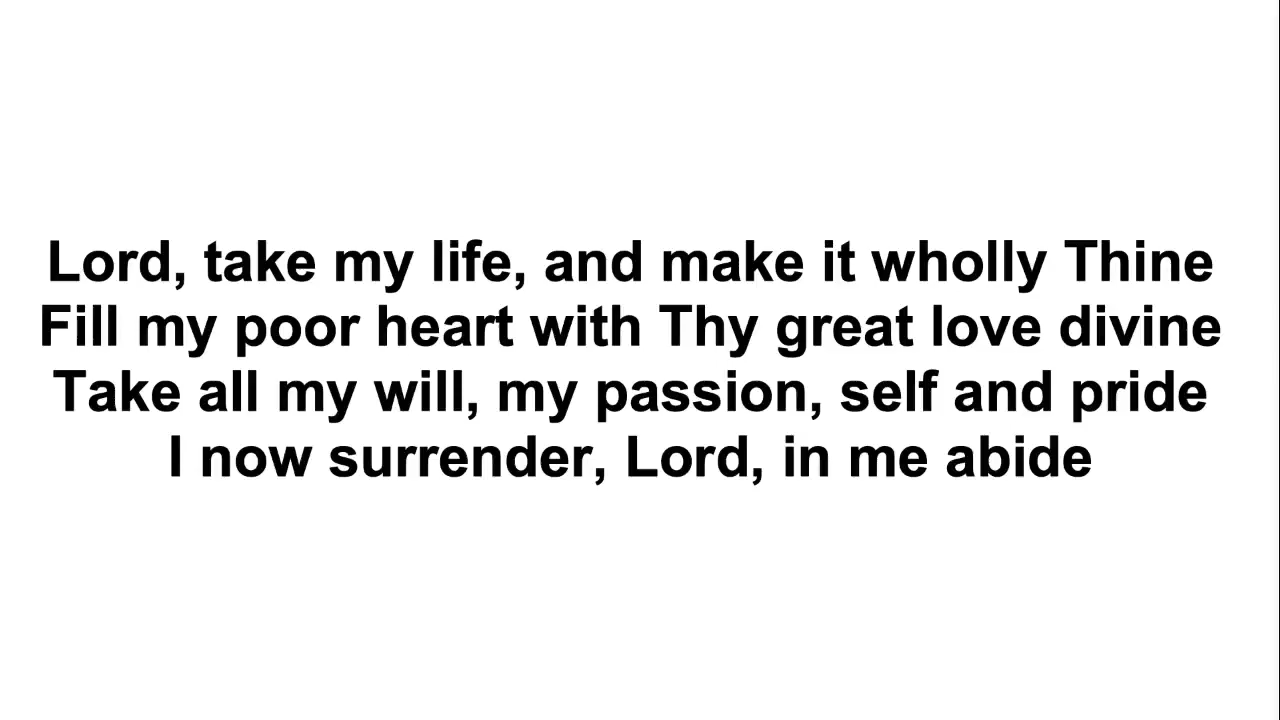 Lord, take my life, and make it wholly Thine
Fill my poor heart with Thy great love divine
Take all my will, my passion, self and pride
I now surrender, Lord, in me abide